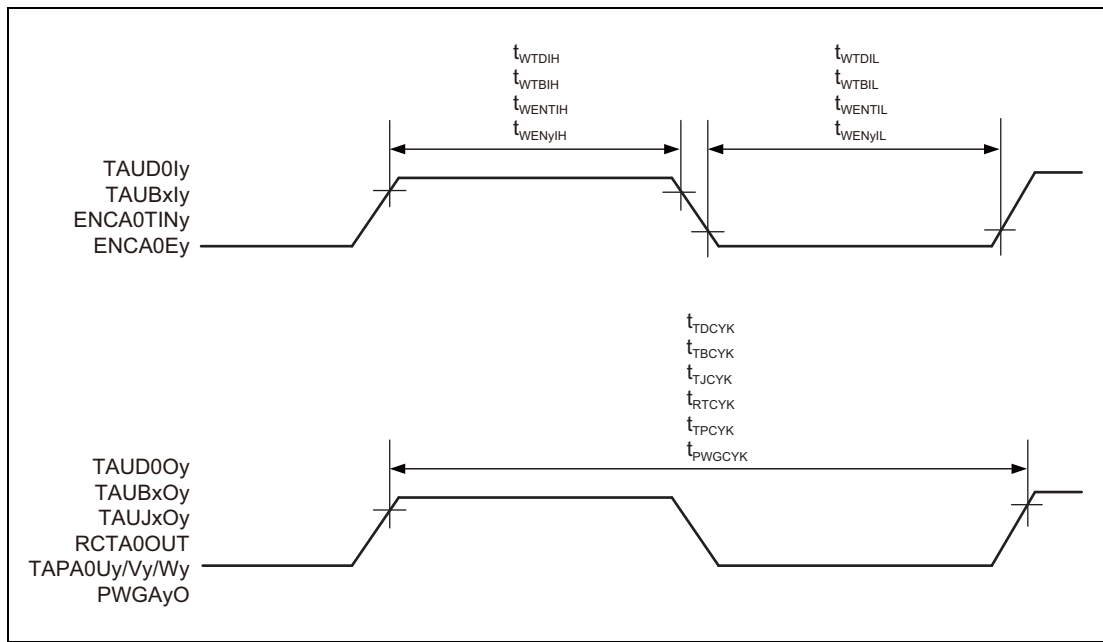 tWTDIH
tWTBIH
tWENTIH
tWENyIH
tWTDIL
tWTBIL
tWENTIL
tWENyIL
TAUD0Iy
TAUBxIy
ENCA0TINy
ENCA0Ey
tTDCYK
tTBCYK
tTJCYK
tRTCYK
tTPCYK
tPWGCYK
TAUD0Oy
TAUBxOy
TAUJxOy
RCTA0OUT
TAPA0Uy/Vy/Wy
PWGAyO